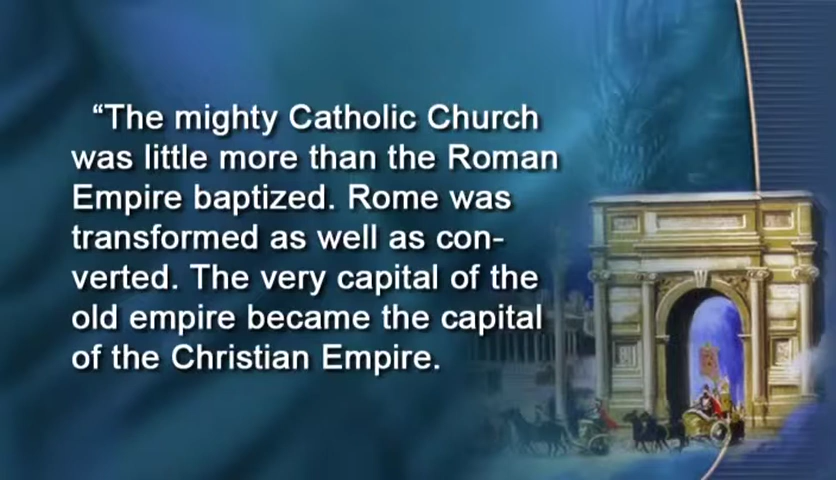 “The mighty Catholic Church
was little more than the Roman
Empire baptized. Rome was
transformed as well as con-
verted. The very capital of the
old empire became the capital
of the Christian Empire.